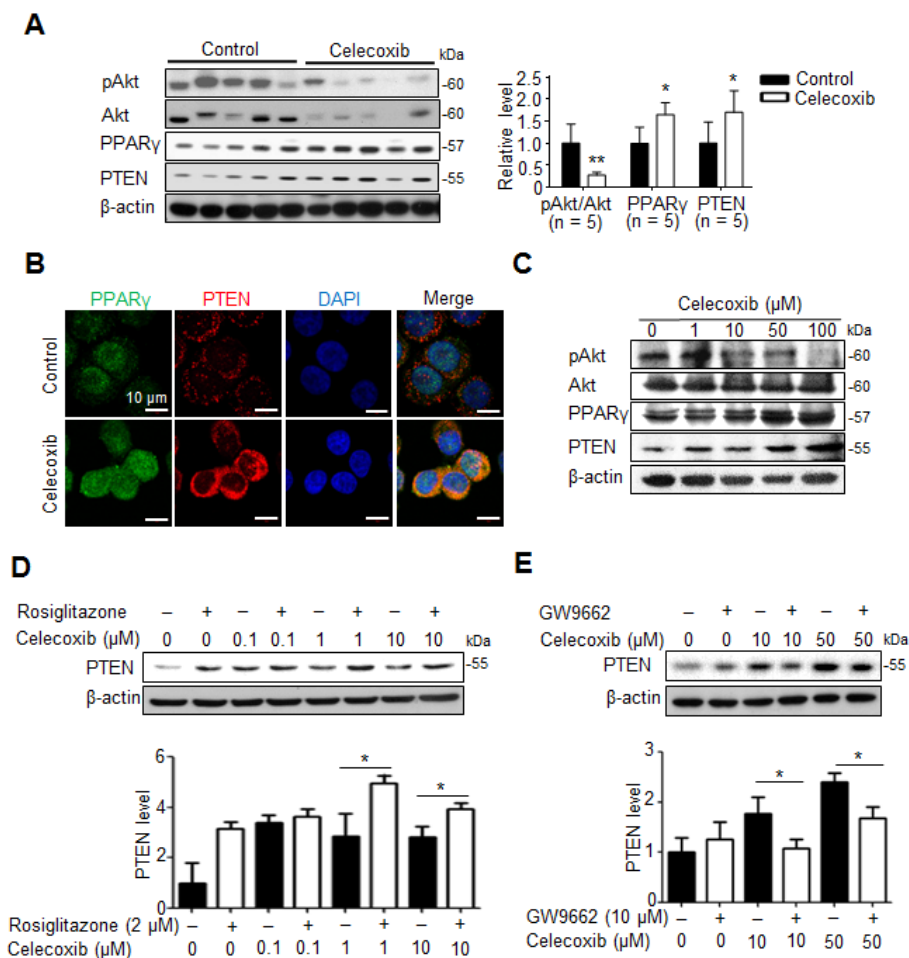 A
Control Celecoxib kDa
pAkt -60
Akt -60
PPARγ -57
PTEN -55
β-actin
Relative level
2.5
2.0
1.5
1.0
0.5
0
** * *
pAkt/Akt PPARγ PTEN
(n = 5) (n = 5) (n = 5)
Control
Celecoxib
B
PPARγ PTEN DAPI Merge
Control
10 µm
Celecoxib
C
Celecoxib (µM)
0 1 10 50 100 kDa
pAkt -60
Akt -60
PPARγ -57
PTEN -55
β-actin
D
Rosiglitazone – + – + – + – +
Celecoxib (µM) 0 0 0.1 0.1 1 1 10 10 kDa
PTEN -55
β-actin
PTEN level
6
4
2
0
* *
Rosiglitazone (2 µM) – + – + – + – +
Celecoxib (µM) 0 0 0.1 0.1 1 1 10 10
E
GW9662 – + – + – +
Celecoxib (µM) 0 0 10 10 50 50 kDa
PTEN -55
β-actin
PTEN level
3
2
1
0
* *
GW9662 (10 µM) – + – + – +
Celecoxib (µM) 0 0 10 10 50 50